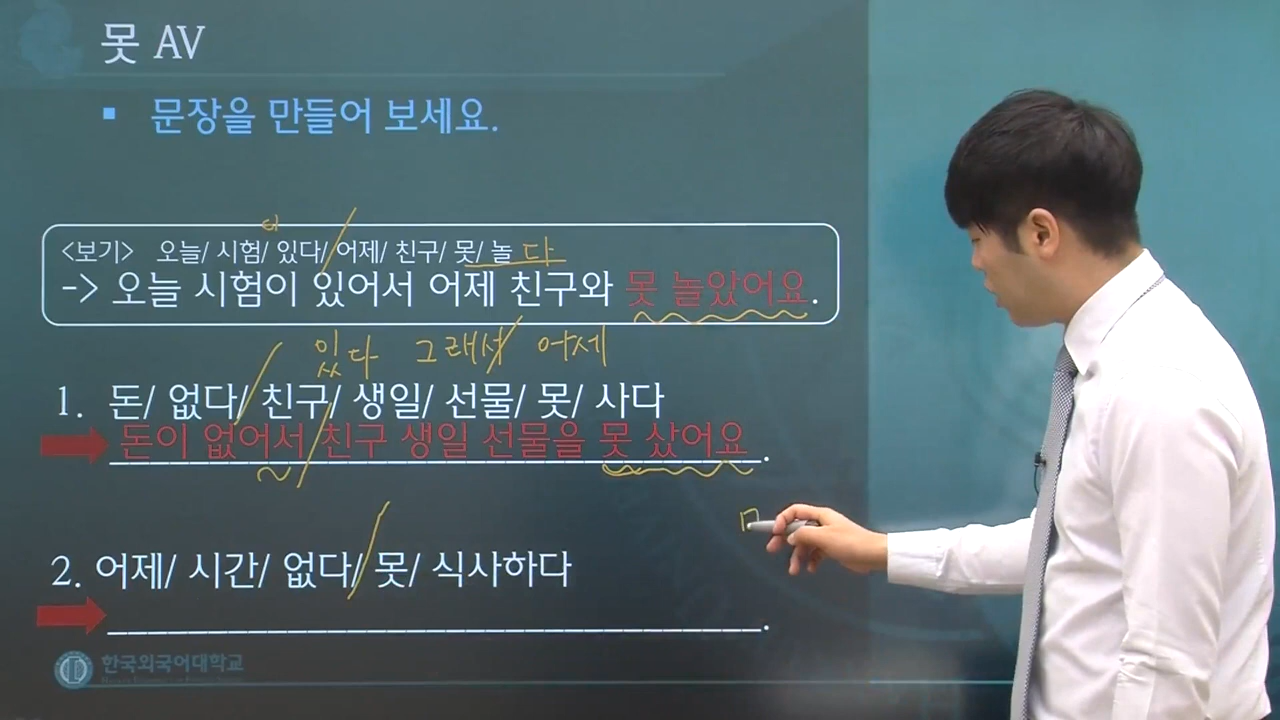 못 AV
▪ 문장을 만들어 보세요.
다
<보기> 오늘/ 시험/ 있다/ 어제/ 친구/ 못/ 놀 다
-> 오늘 시험이 있어서 어제 친구와 못 놀았어요.
있다 그래서 어제
1. 돈/ 없다/ 친구/ 생일/ 선물/ 못/ 사다
돈이 없어서 친구 생일 선물을 못 샀어요.
2. 어제/ 시간/ 없다/ 못/ 식사하다
한국외국어대학교